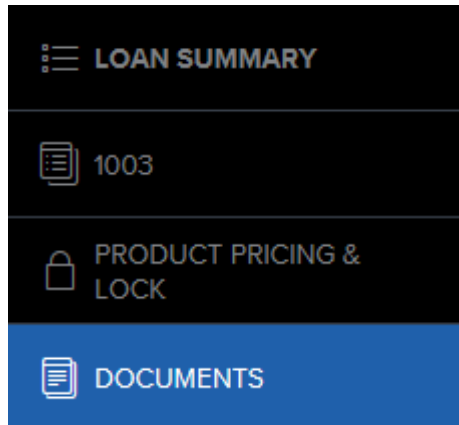 LOAN SUMMARY
1003
PRODUCT PRICING &
LOCK
DOCUMENTS